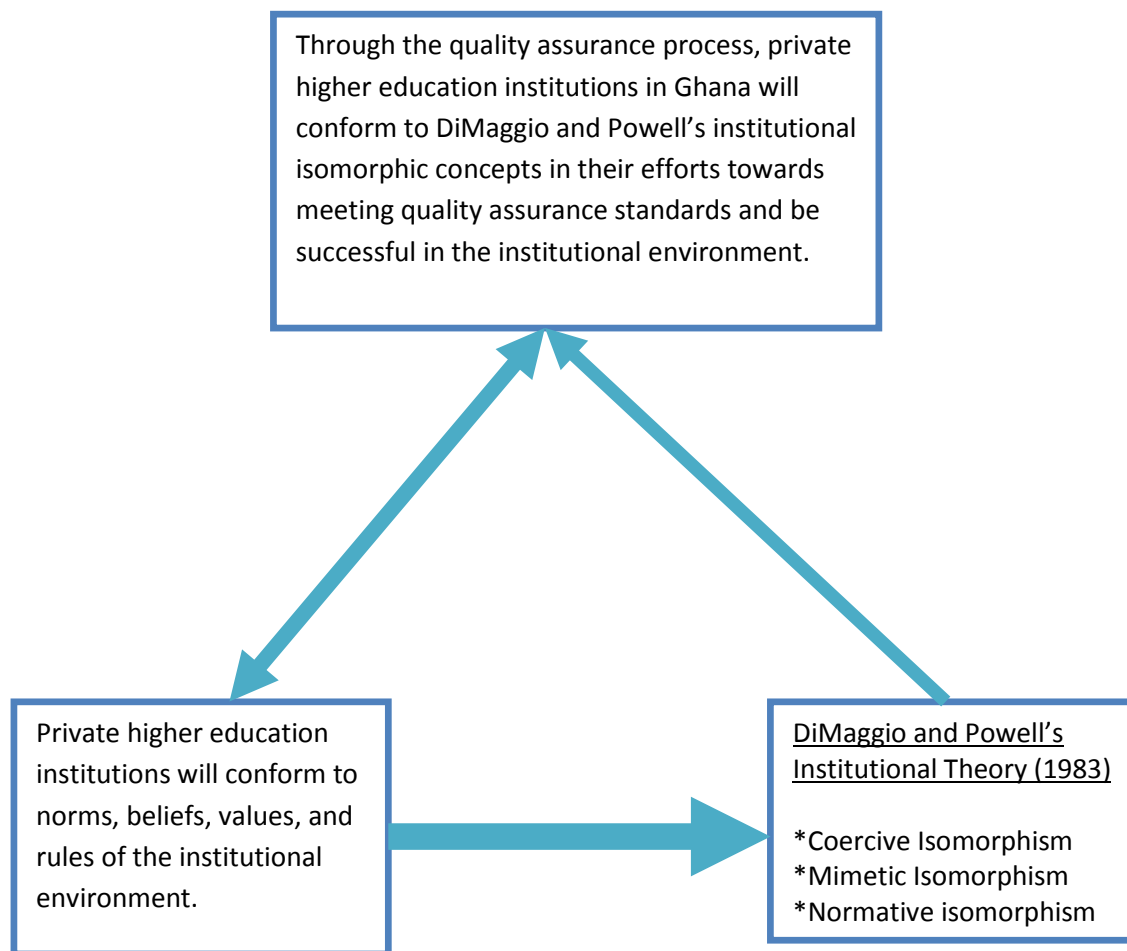 Through the quality assurance process, private
higher education institutions in Ghana will
conform to DiMaggio and Powell’s institutional
isomorphic concepts in their efforts towards
meeting quality assurance standards and be
successful in the institutional environment.
Private higher education
institutions will conform to
norms, beliefs, values, and
rules of the institutional
environment.
DiMaggio and Powell’s
Institutional Theory (1983)
*Coercive Isomorphism
*Mimetic Isomorphism
*Normative isomorphism